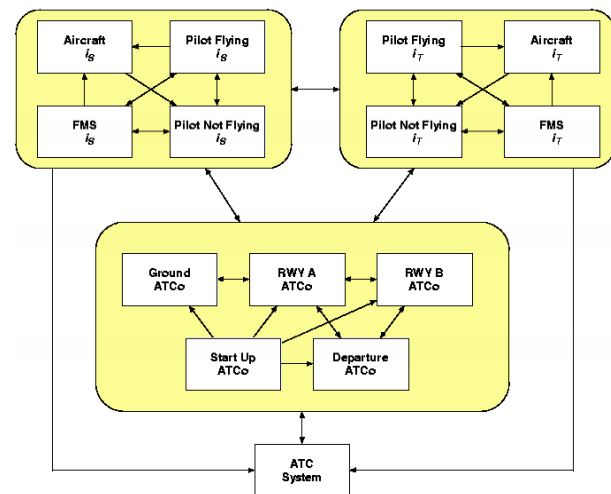 Aircraft
iS
Pilot Flying
iS
Pilot Flying
iT
Aircraft
iT
FMS
iS
Pilot Not Flying
iS
Pilot Not Flying
iT
FMS
iT
Ground
ATCo
RWY A
ATCo
RWY B
ATCo
Start Up
ATCo
Departure
ATCo
ATC
System